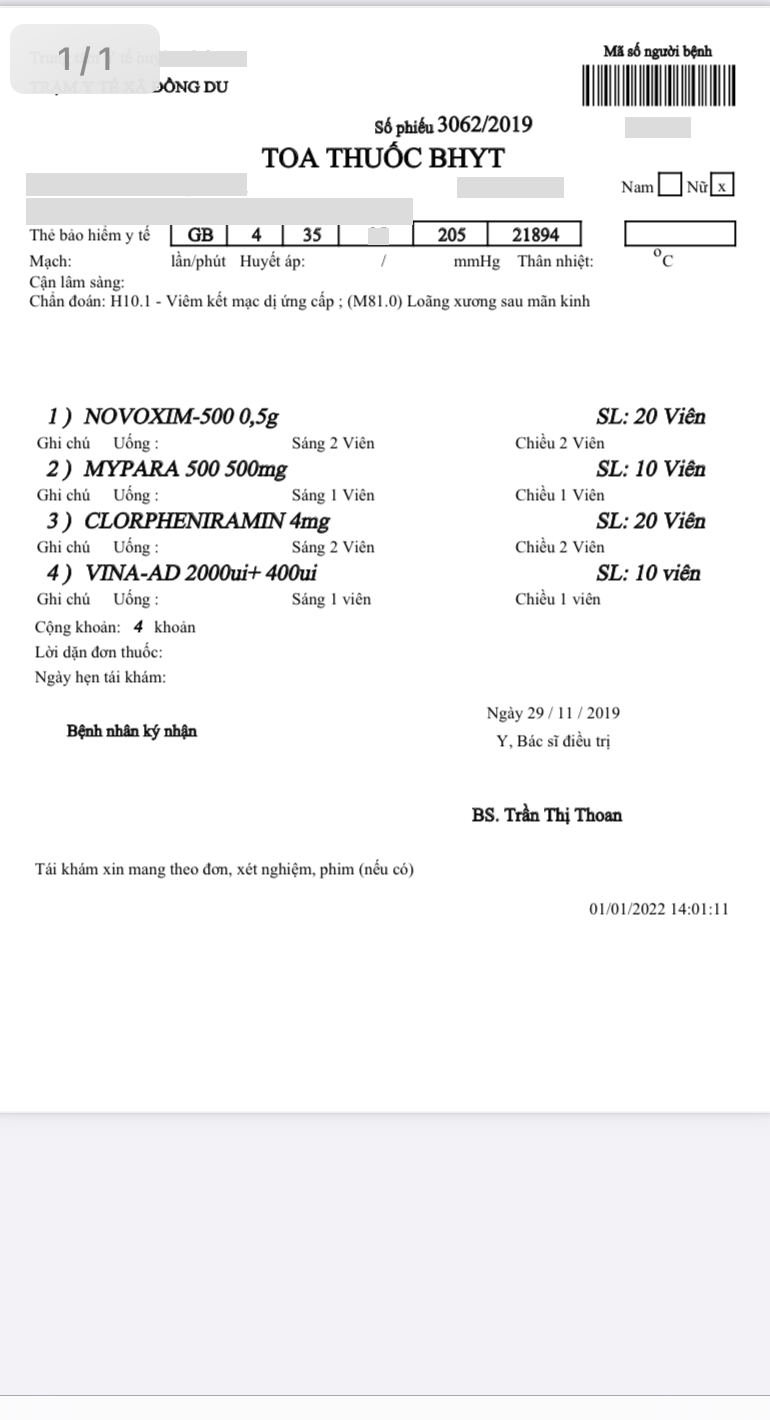 1/1
Mã số người bệnh
TRẠM Y TẾ XÃ ĐÔNG DU
Số phiếu 3062/2019
TOA THUỐC BHYT
Nam Nữ x
Thẻ bảo hiểm y tế GB 4 35 205 21894
Mạch: lần/phút Huyết áp: / mmHg Thân nhiệt: °C
Cận lâm sàng:
Chẩn đoán: H10.1 - Viêm kết mạc dị ứng cấp ; (M81.0) Loãng xương sau mãn kinh
1 ) NOVOXIM-500 0,5g SL: 20 Viên
Ghi chú Uống : Sáng 2 Viên Chiều 2 Viên
2 ) MYPARA 500 500mg SL: 10 Viên
Ghi chú Uống : Sáng 1 Viên Chiều 1 Viên
3 ) CLORPHENIRAMIN 4mg SL: 20 Viên
Ghi chú Uống : Sáng 2 Viên Chiều 2 Viên
4 ) VINA-AD 2000ui+ 400ui SL: 10 viên
Ghi chú Uống : Sáng 1 viên Chiều 1 viên
Cộng khoản: 4 khoản
Lời dặn đơn thuốc:
Ngày hẹn tái khám:
Ngày 29 / 11 / 2019
Bệnh nhân ký nhận
Y, Bác sĩ điều trị
BS. Trần Thị Thoan
Tái khám xin mang theo đơn, xét nghiệm, phim (nếu có)
01/01/2022 14:01:11